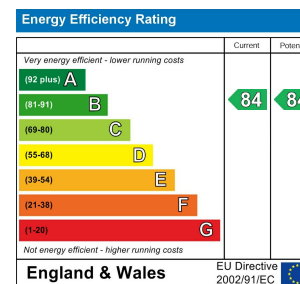 Energy Efficiency Rating
Current Poten
Very energy efficient - lower running costs
(92 plus) A
(81-91) B 84 84
(69-80) C
(55-68) D
(39-54) E
(21-38) F
(1-20) G
Not energy efficient - higher running costs
England & Wales
EU Directive
2002/91/EC